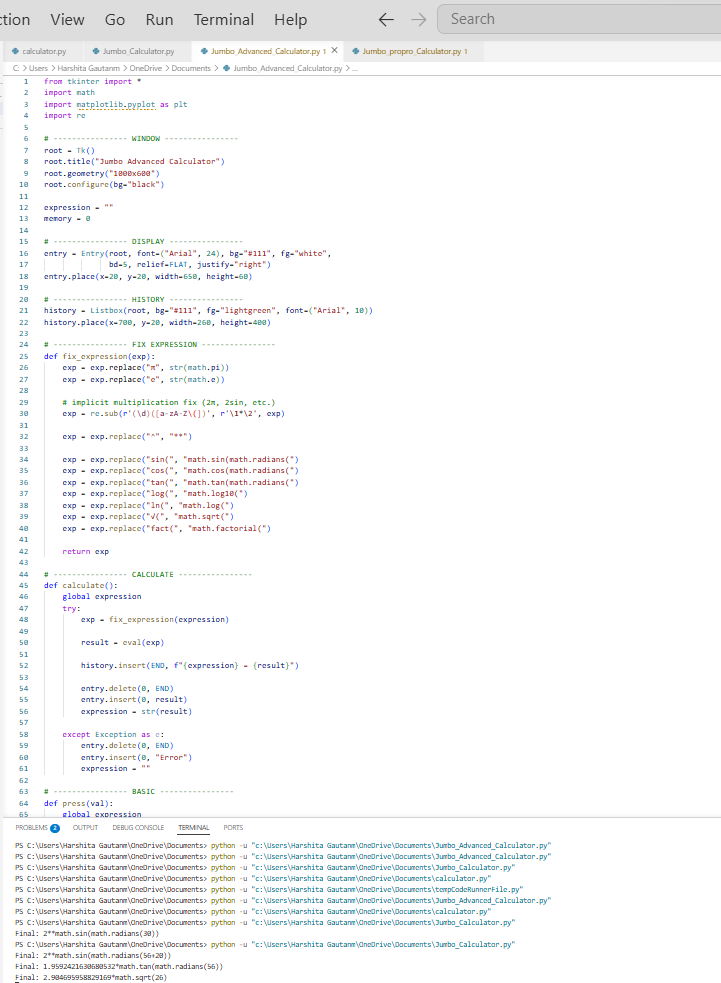 ction View Go Run Terminal Help ← → Search
calculator.py Jumbo_Calculator.py Jumbo_Advanced_Calculator.py 1 × Jumbo_propro_Calculator.py 1
C: > Users > Harshita Gautanm > OneDrive > Documents > Jumbo_Advanced_Calculator.py > ...
1 from tkinter import *
2 import math
3 import matplotlib.pyplot as plt
4 import re
5
6 # ---------------- WINDOW ----------------
7 root = Tk()
8 root.title("Jumbo Advanced Calculator")
9 root.geometry("1000x600")
10 root.configure(bg="black")
11
12 expression = ""
13 memory = 0
14
15 # ---------------- DISPLAY ----------------
16 entry = Entry(root, font=("Arial", 24), bg="#111", fg="white",
17 bd=5, relief=FLAT, justify="right")
18 entry.place(x=20, y=20, width=650, height=60)
19
20 # ---------------- HISTORY ----------------
21 history = Listbox(root, bg="#111", fg="lightgreen", font=("Arial", 10))
22 history.place(x=700, y=20, width=260, height=400)
23
24 # ---------------- FIX EXPRESSION ----------------
25 def fix_expression(exp):
26 exp = exp.replace("π", str(math.pi))
27 exp = exp.replace("e", str(math.e))
28
29 # implicit multiplication fix (2π, 2sin, etc.)
30 exp = re.sub(r'(\d)([a-zA-Z\(])', r'\1*\2', exp)
31
32 exp = exp.replace("^", "**")
33
34 exp = exp.replace("sin(", "math.sin(math.radians(")
35 exp = exp.replace("cos(", "math.cos(math.radians(")
36 exp = exp.replace("tan(", "math.tan(math.radians(")
37 exp = exp.replace("log(", "math.log10(")
38 exp = exp.replace("ln(", "math.log(")
39 exp = exp.replace("√(", "math.sqrt(")
40 exp = exp.replace("fact(", "math.factorial(")
41
42 return exp
43
44 # ---------------- CALCULATE ----------------
45 def calculate():
46 global expression
47 try:
48 exp = fix_expression(expression)
49
50 result = eval(exp)
51
52 history.insert(END, f"{expression} = {result}")
53
54 entry.delete(0, END)
55 entry.insert(0, result)
56 expression = str(result)
57
58 except Exception as e:
59 entry.delete(0, END)
60 entry.insert(0, "Error")
61 expression = ""
62
63 # ---------------- BASIC ----------------
64 def press(val):
65 global expression
PROBLEMS 2 OUTPUT DEBUG CONSOLE TERMINAL PORTS
PS C:\Users\Harshita Gautanm\OneDrive\Documents> python -u "c:\Users\Harshita Gautanm\OneDrive\Documents\Jumbo_Advanced_Calculator.py"
PS C:\Users\Harshita Gautanm\OneDrive\Documents> python -u "c:\Users\Harshita Gautanm\OneDrive\Documents\Jumbo_Advanced_Calculator.py"
PS C:\Users\Harshita Gautanm\OneDrive\Documents> python -u "c:\Users\Harshita Gautanm\OneDrive\Documents\Jumbo_Calculator.py"
PS C:\Users\Harshita Gautanm\OneDrive\Documents> python -u "c:\Users\Harshita Gautanm\OneDrive\Documents\calculator.py"
PS C:\Users\Harshita Gautanm\OneDrive\Documents> python -u "c:\Users\Harshita Gautanm\OneDrive\Documents\tempCodeRunnerFile.py"
PS C:\Users\Harshita Gautanm\OneDrive\Documents> python -u "c:\Users\Harshita Gautanm\OneDrive\Documents\Jumbo_Advanced_Calculator.py"
PS C:\Users\Harshita Gautanm\OneDrive\Documents> python -u "c:\Users\Harshita Gautanm\OneDrive\Documents\calculator.py"
PS C:\Users\Harshita Gautanm\OneDrive\Documents> python -u "c:\Users\Harshita Gautanm\OneDrive\Documents\Jumbo_Calculator.py"
Final: 2**math.sin(math.radians(30))
PS C:\Users\Harshita Gautanm\OneDrive\Documents> python -u "c:\Users\Harshita Gautanm\OneDrive\Documents\Jumbo_Calculator.py"
Final: 2**math.sin(math.radians(56+20))
Final: 1.9592421630680532*math.tan(math.radians(56))
Final: 2.904695958829169*math.sqrt(26)